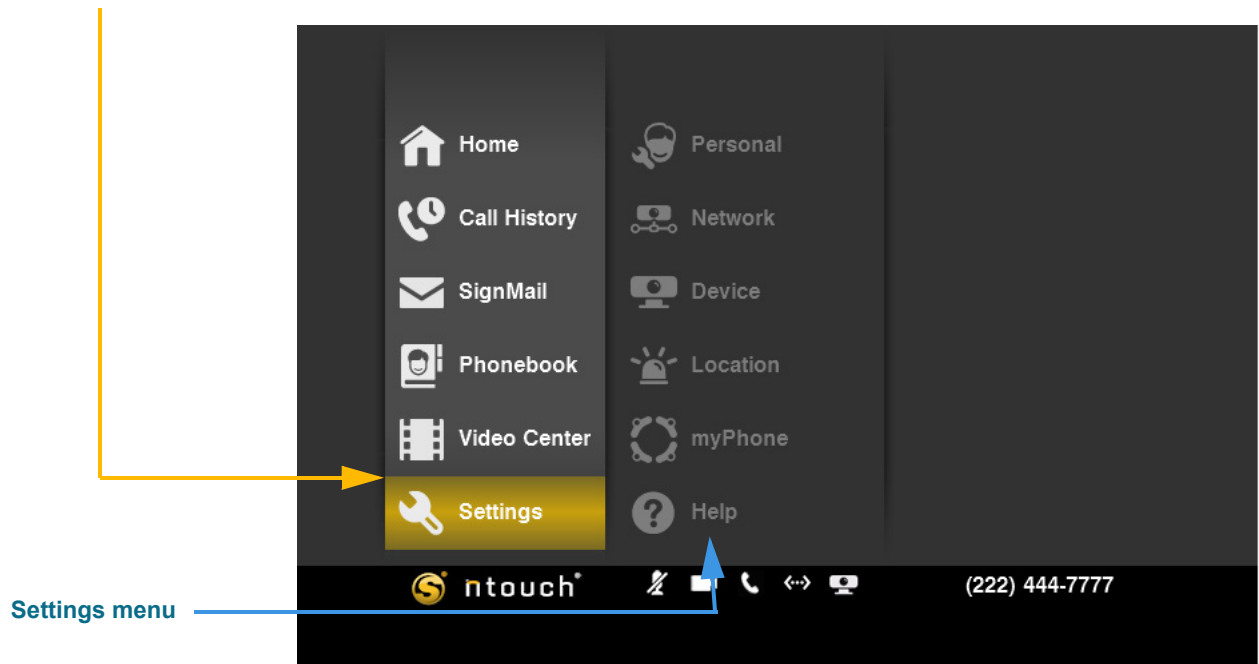 Home
Call History
SignMail
Phonebook
Video Center
Settings
Personal
Network
Device
Location
myPhone
Help
ntouch®
(222) 444-7777
Settings menu